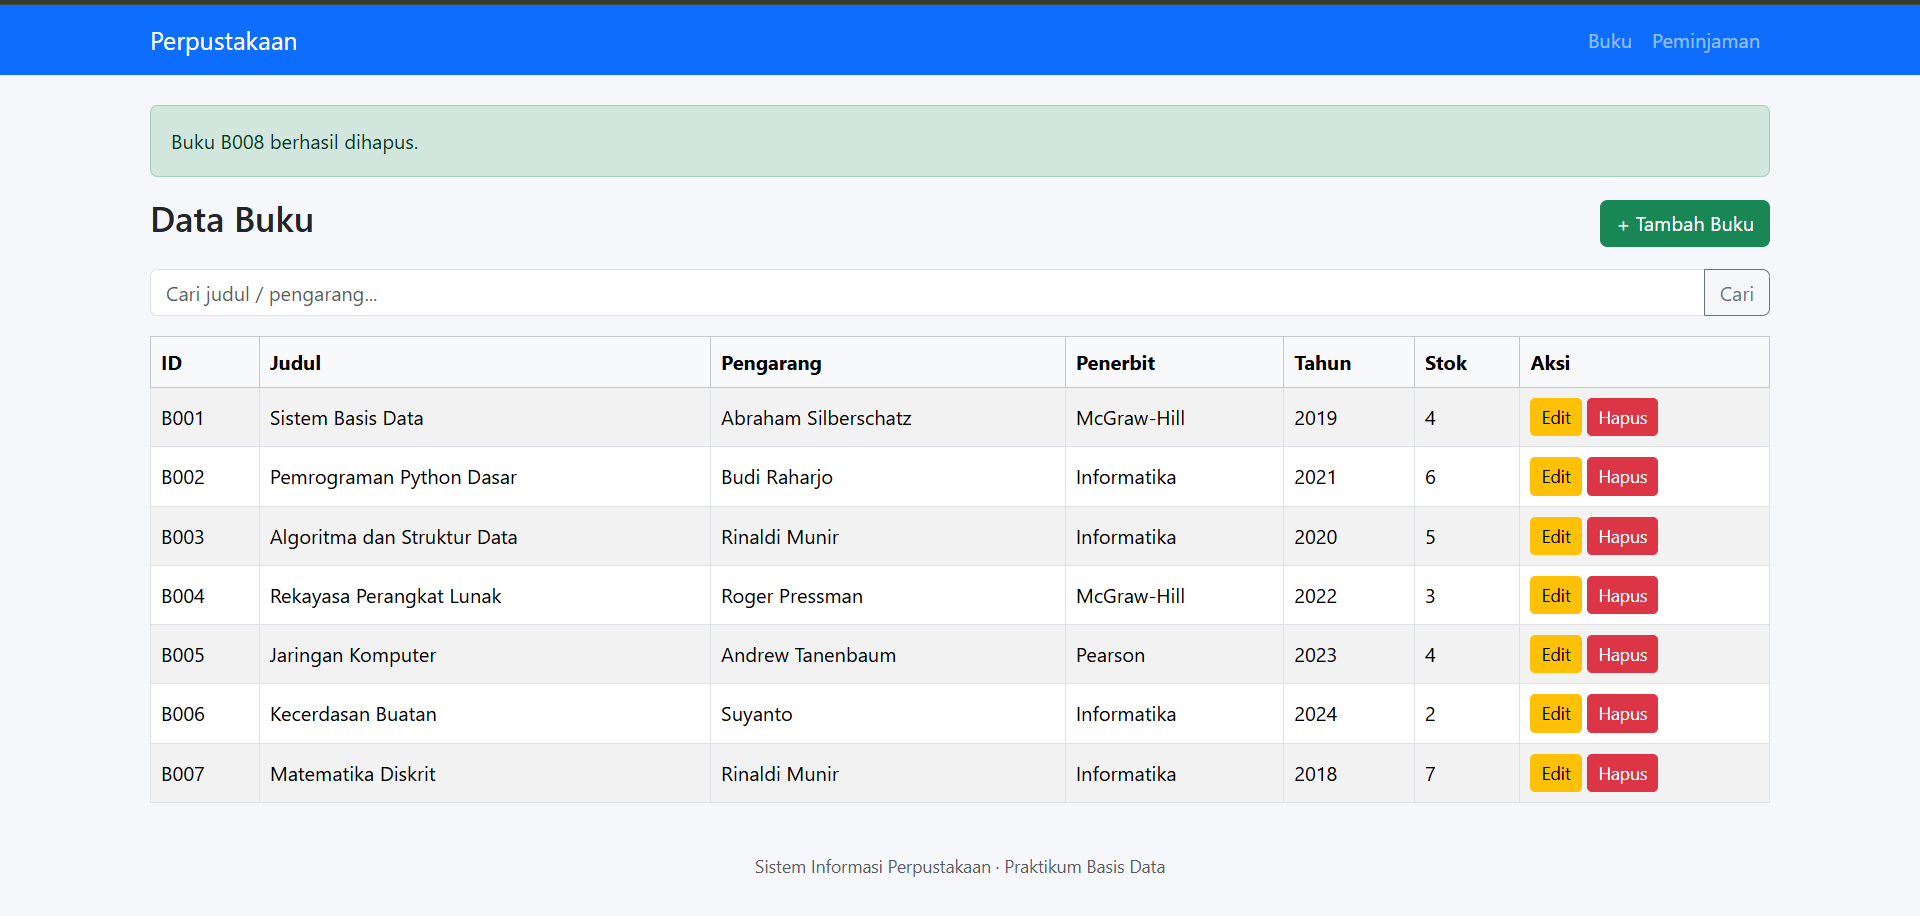 Perpustakaan Buku Peminjaman
Buku B008 berhasil dihapus.
Data Buku + Tambah Buku
Cari judul / pengarang... Cari
ID Judul Pengarang Penerbit Tahun Stok Aksi
B001 Sistem Basis Data Abraham Silberschatz McGraw-Hill 2019 4 Edit Hapus
B002 Pemrograman Python Dasar Budi Raharjo Informatika 2021 6 Edit Hapus
B003 Algoritma dan Struktur Data Rinaldi Munir Informatika 2020 5 Edit Hapus
B004 Rekayasa Perangkat Lunak Roger Pressman McGraw-Hill 2022 3 Edit Hapus
B005 Jaringan Komputer Andrew Tanenbaum Pearson 2023 4 Edit Hapus
B006 Kecerdasan Buatan Suyanto Informatika 2024 2 Edit Hapus
B007 Matematika Diskrit Rinaldi Munir Informatika 2018 7 Edit Hapus
Sistem Informasi Perpustakaan · Praktikum Basis Data